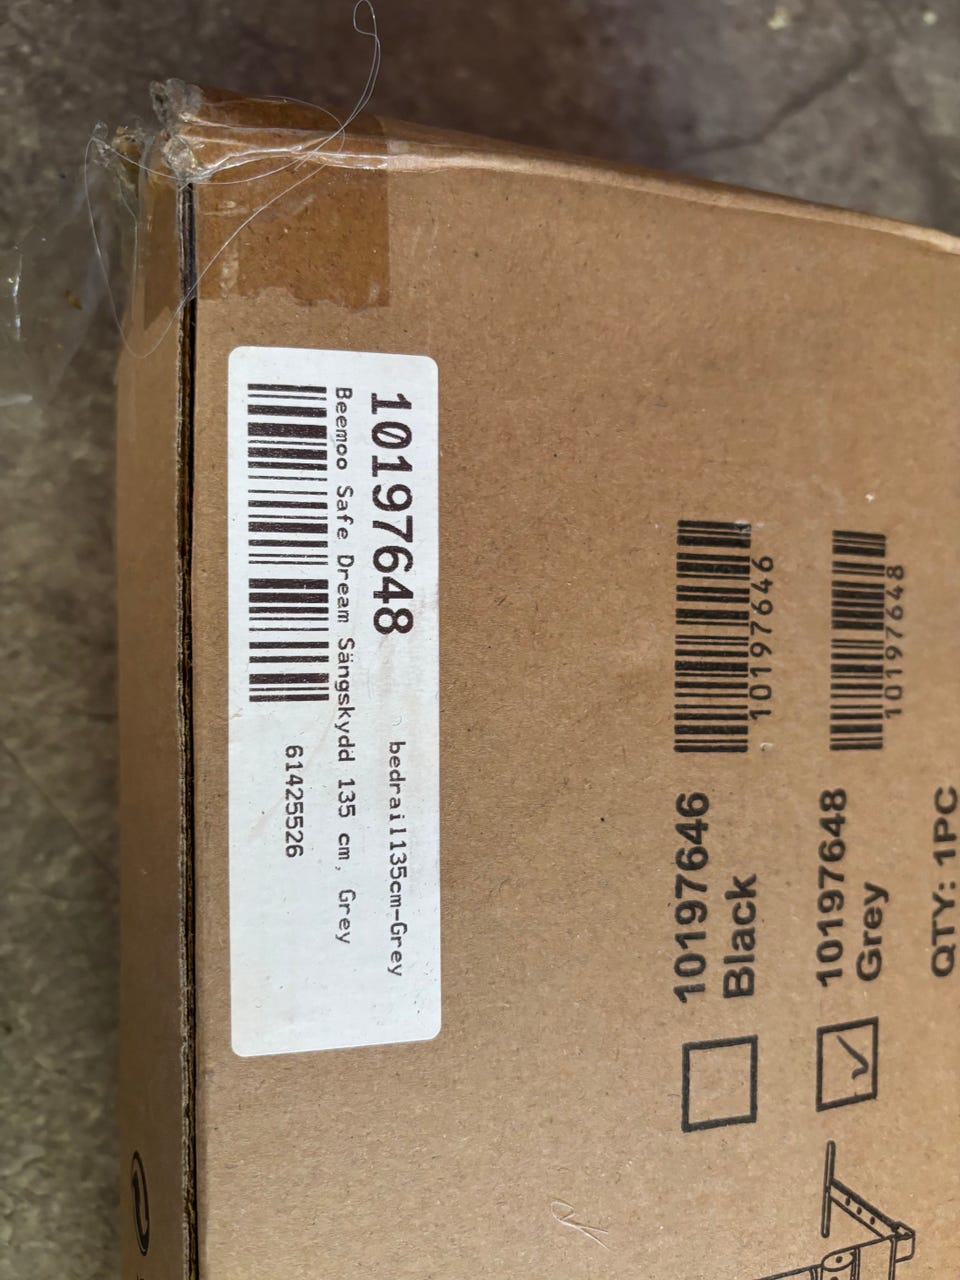 10197648 bedrail135cm-Grey
Beemoo Safe Dream Sängskydd 135 cm, Grey
61425526
10197646
10197646
Black
10197648
10197648
Grey
QTY: 1PC